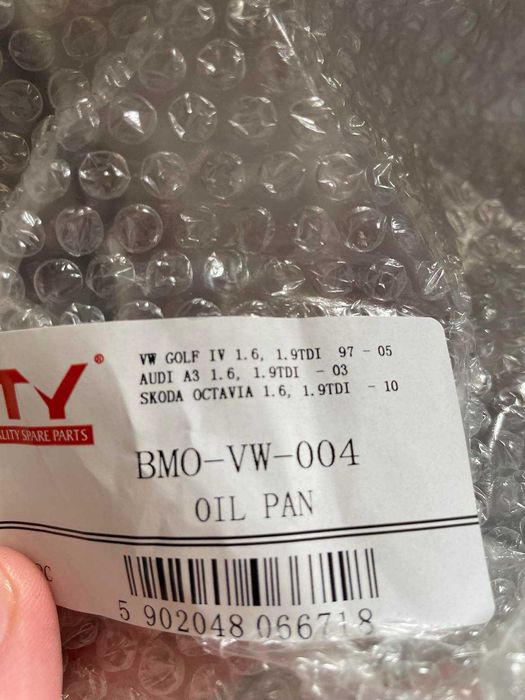 VW GOLF IV 1.6, 1.9TDI 97 - 05
AUDI A3 1.6, 1.9TDI - 03
SKODA OCTAVIA 1.6, 1.9TDI - 10
TY®
ALITY SPARE PARTS
BMO-VW-004
OIL PAN
5 902048 066718